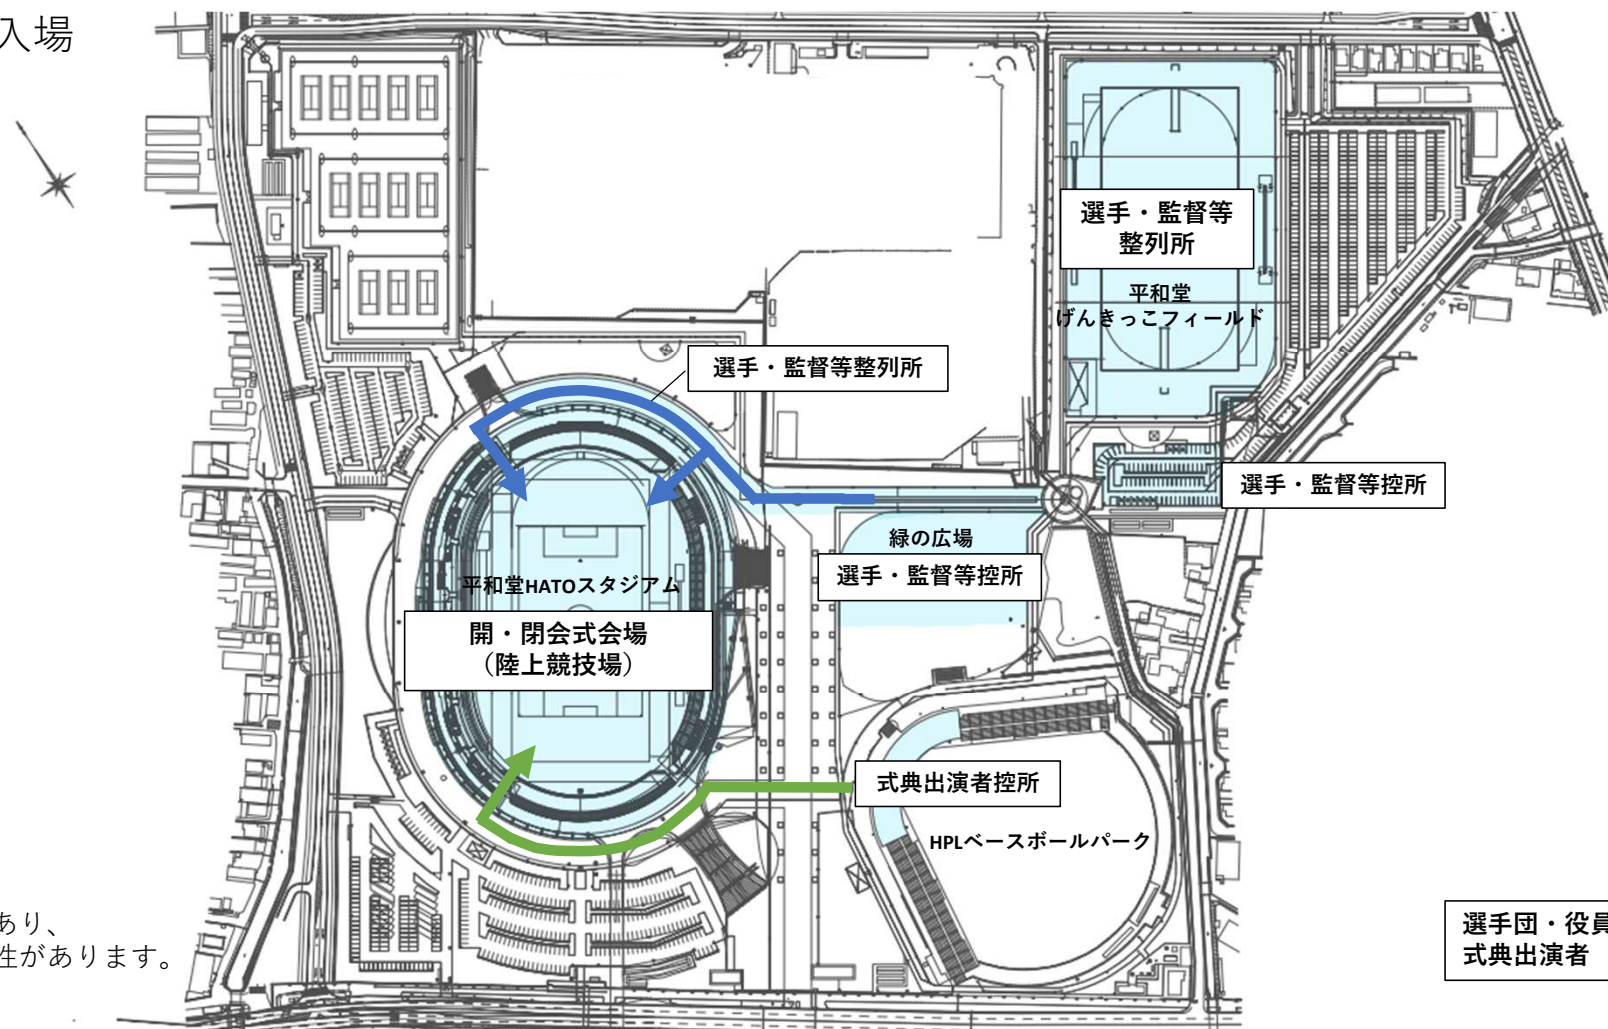 入場
選手・監督等
整列所
平和堂
げんきっこフィールド
選手・監督等整列所
選手・監督等控所
緑の広場
選手・監督等控所
平和堂HATOスタジアム
開・閉会式会場
（陸上競技場）
式典出演者控所
HPLベースボールパーク
あり、
性があります。
選手団・役員
式典出演者